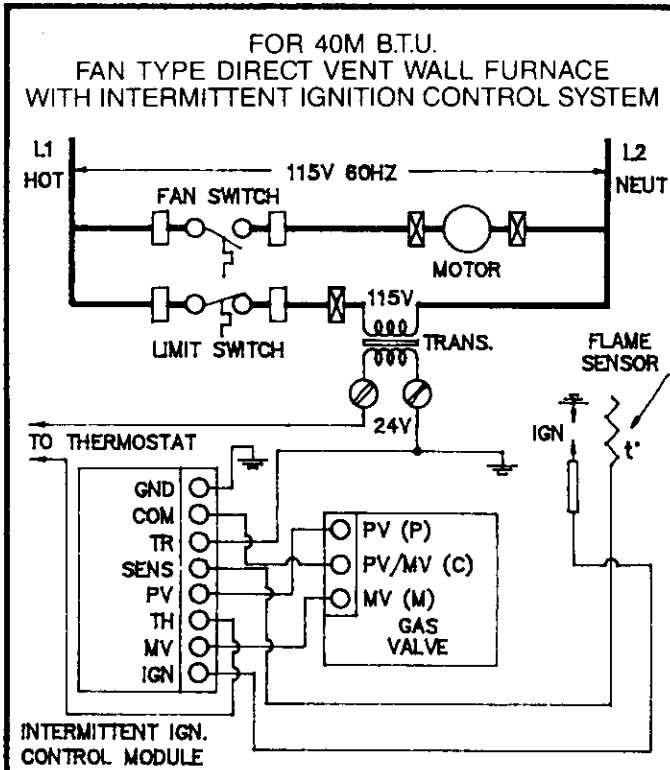 FOR 40M B.T.U.
FAN TYPE DIRECT VENT WALL FURNACE
WITH INTERMITTENT IGNITION CONTROL SYSTEM
L1
HOT
115V 60HZ
L2
NEUT
FAN SWITCH
MOTOR
LIMIT SWITCH
115V
TRANS.
24V
FLAME
SENSOR
IGN
t°
TO THERMOSTAT
GND
COM
TR
SENS
PV
TH
MV
IGN
PV (P)
PV/MV (C)
MV (M)
GAS
VALVE
INTERMITTENT IGN.
CONTROL MODULE